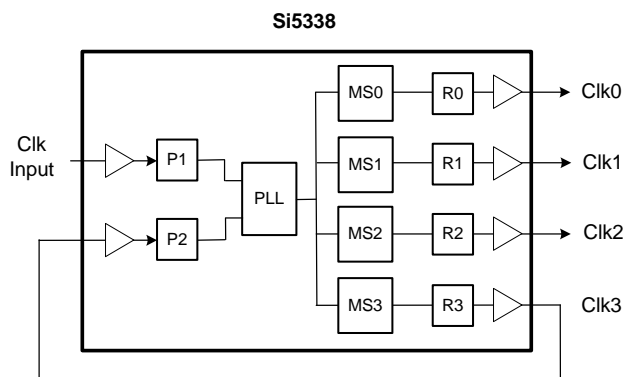 Si5338
MS0
R0
Clk0
Clk
Input
P1
MS1
R1
Clk1
PLL
P2
MS2
R2
Clk2
MS3
R3
Clk3